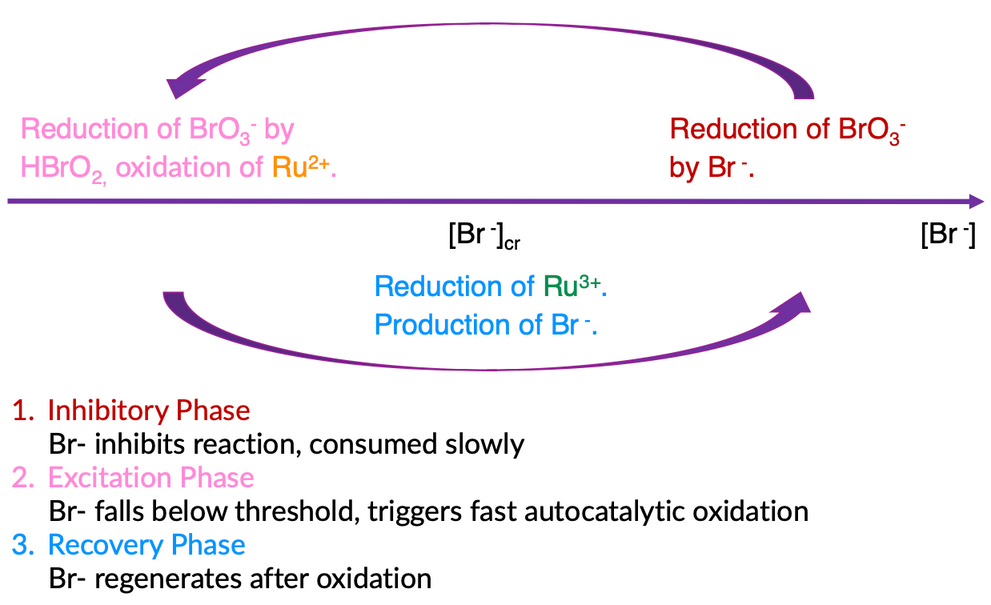 Reduction of BrO₃⁻ by
HBrO₂, oxidation of Ru²⁺.
Reduction of BrO₃⁻
by Br⁻.
[Br⁻]cr
[Br⁻]
Reduction of Ru³⁺.
Production of Br⁻.
1. Inhibitory Phase
Br- inhibits reaction, consumed slowly
2. Excitation Phase
Br- falls below threshold, triggers fast autocatalytic oxidation
3. Recovery Phase
Br- regenerates after oxidation